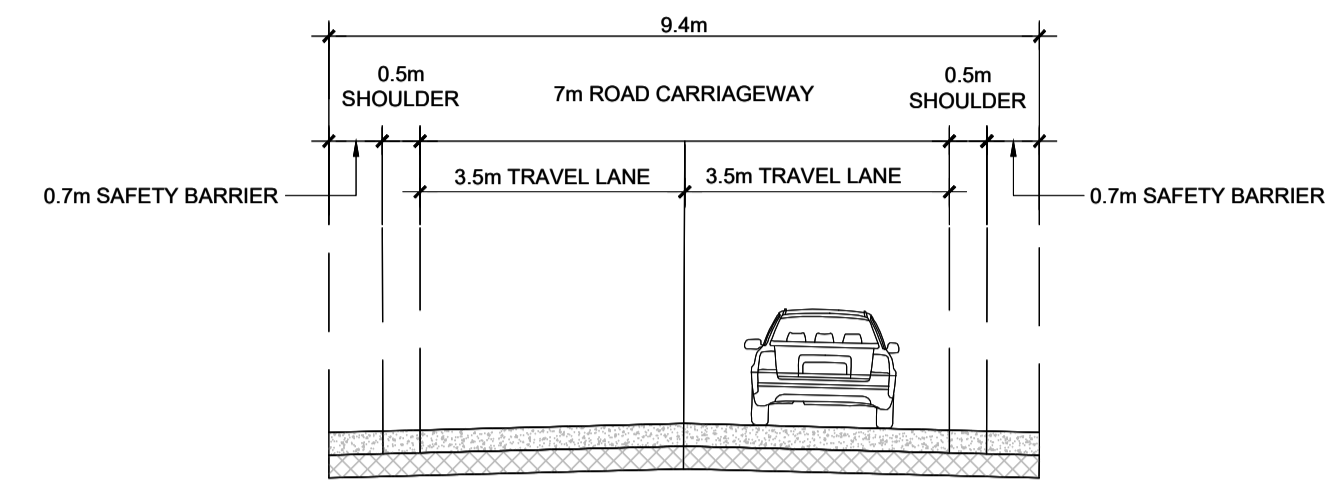 9.4m
0.5m
SHOULDER
7m ROAD CARRIAGEWAY
0.5m
SHOULDER
3.5m TRAVEL LANE
3.5m TRAVEL LANE
0.7m SAFETY BARRIER
0.7m SAFETY BARRIER